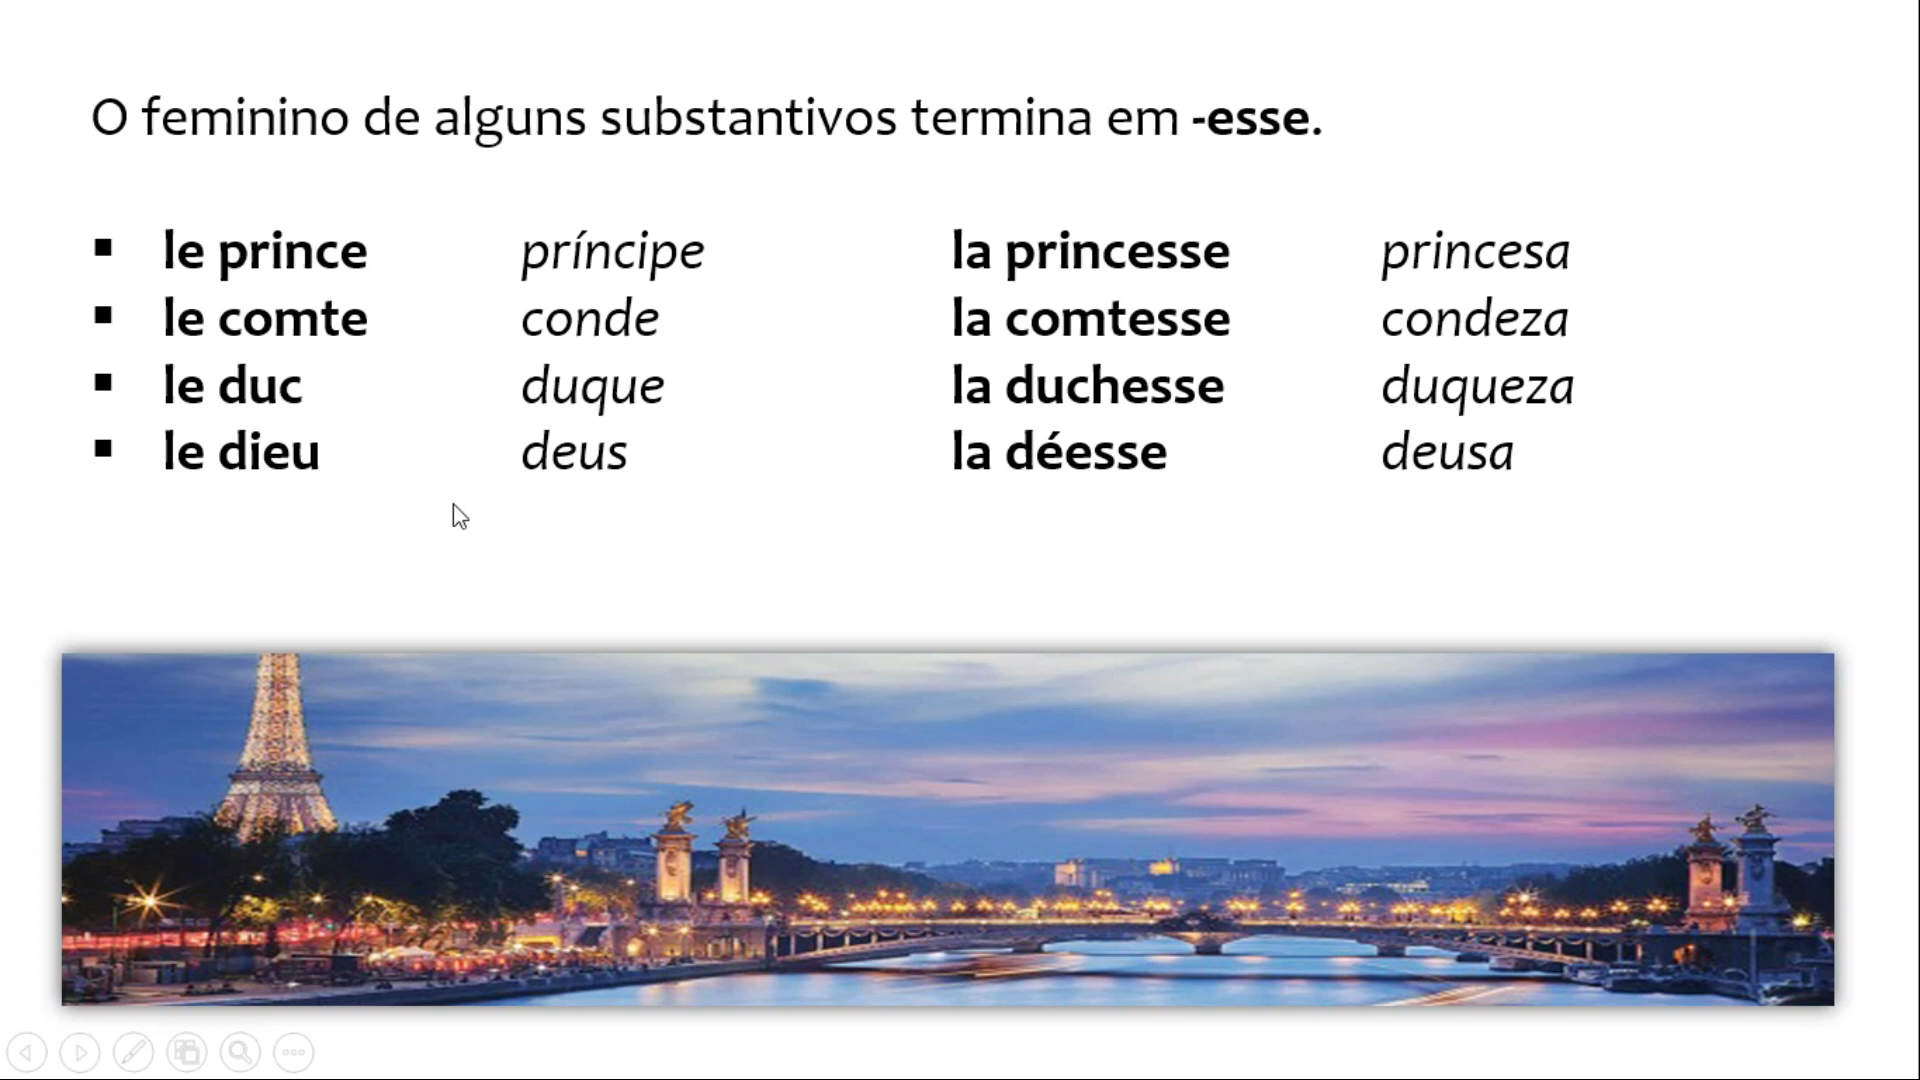 O feminino de alguns substantivos termina em -esse.
▪ le prince príncipe la princesse princesa
▪ le comte conde la comtesse condeza
▪ le duc duque la duchesse duqueza
▪ le dieu deus la déesse deusa